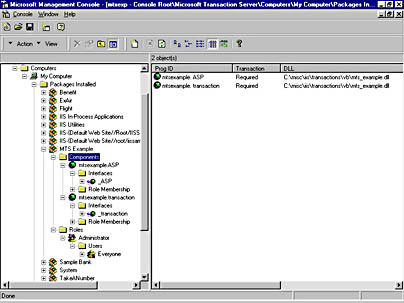 Microsoft Management Console - [mtsexp - Console Root\Microsoft Transaction Server\Computers\My Computer\Packages In...
Console Window Help
Action View
2 object(s)
Computers
My Computer
Packages Installed
Benefit
ExAir
Flight
IIS In-Process Applications
IIS Utilities
IIS-{Default Web Site//Root/IISS
IIS-{Default Web Site//root/issam
MTS Example
Components
mtsexample.ASP
Interfaces
_ASP
Role Membership
mtsexample.transaction
Interfaces
_transaction
Role Membership
Roles
Administrator
Users
Everyone
Sample Bank
System
TakeANumber
Prog ID Transaction DLL
mtsexample.ASP Required C:\misc\iis\transactions\vb\mts_example.dll
mtsexample.transaction Required C:\misc\iis\transactions\vb\mts_example.dll
Done